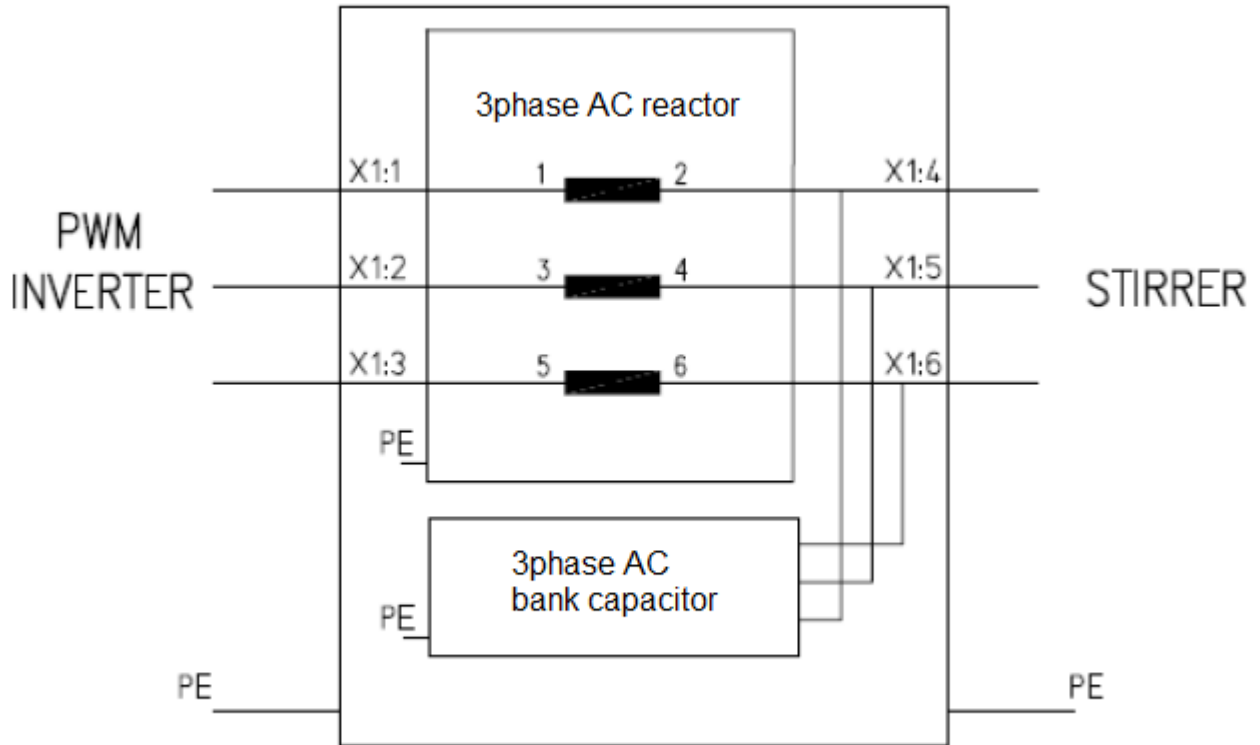 3phase AC reactor
X1:1
1
2
X1:4
PWM
INVERTER
X1:2
3
4
X1:5
STIRRER
X1:3
5
6
X1:6
PE
3phase AC
bank capacitor
PE
PE
PE